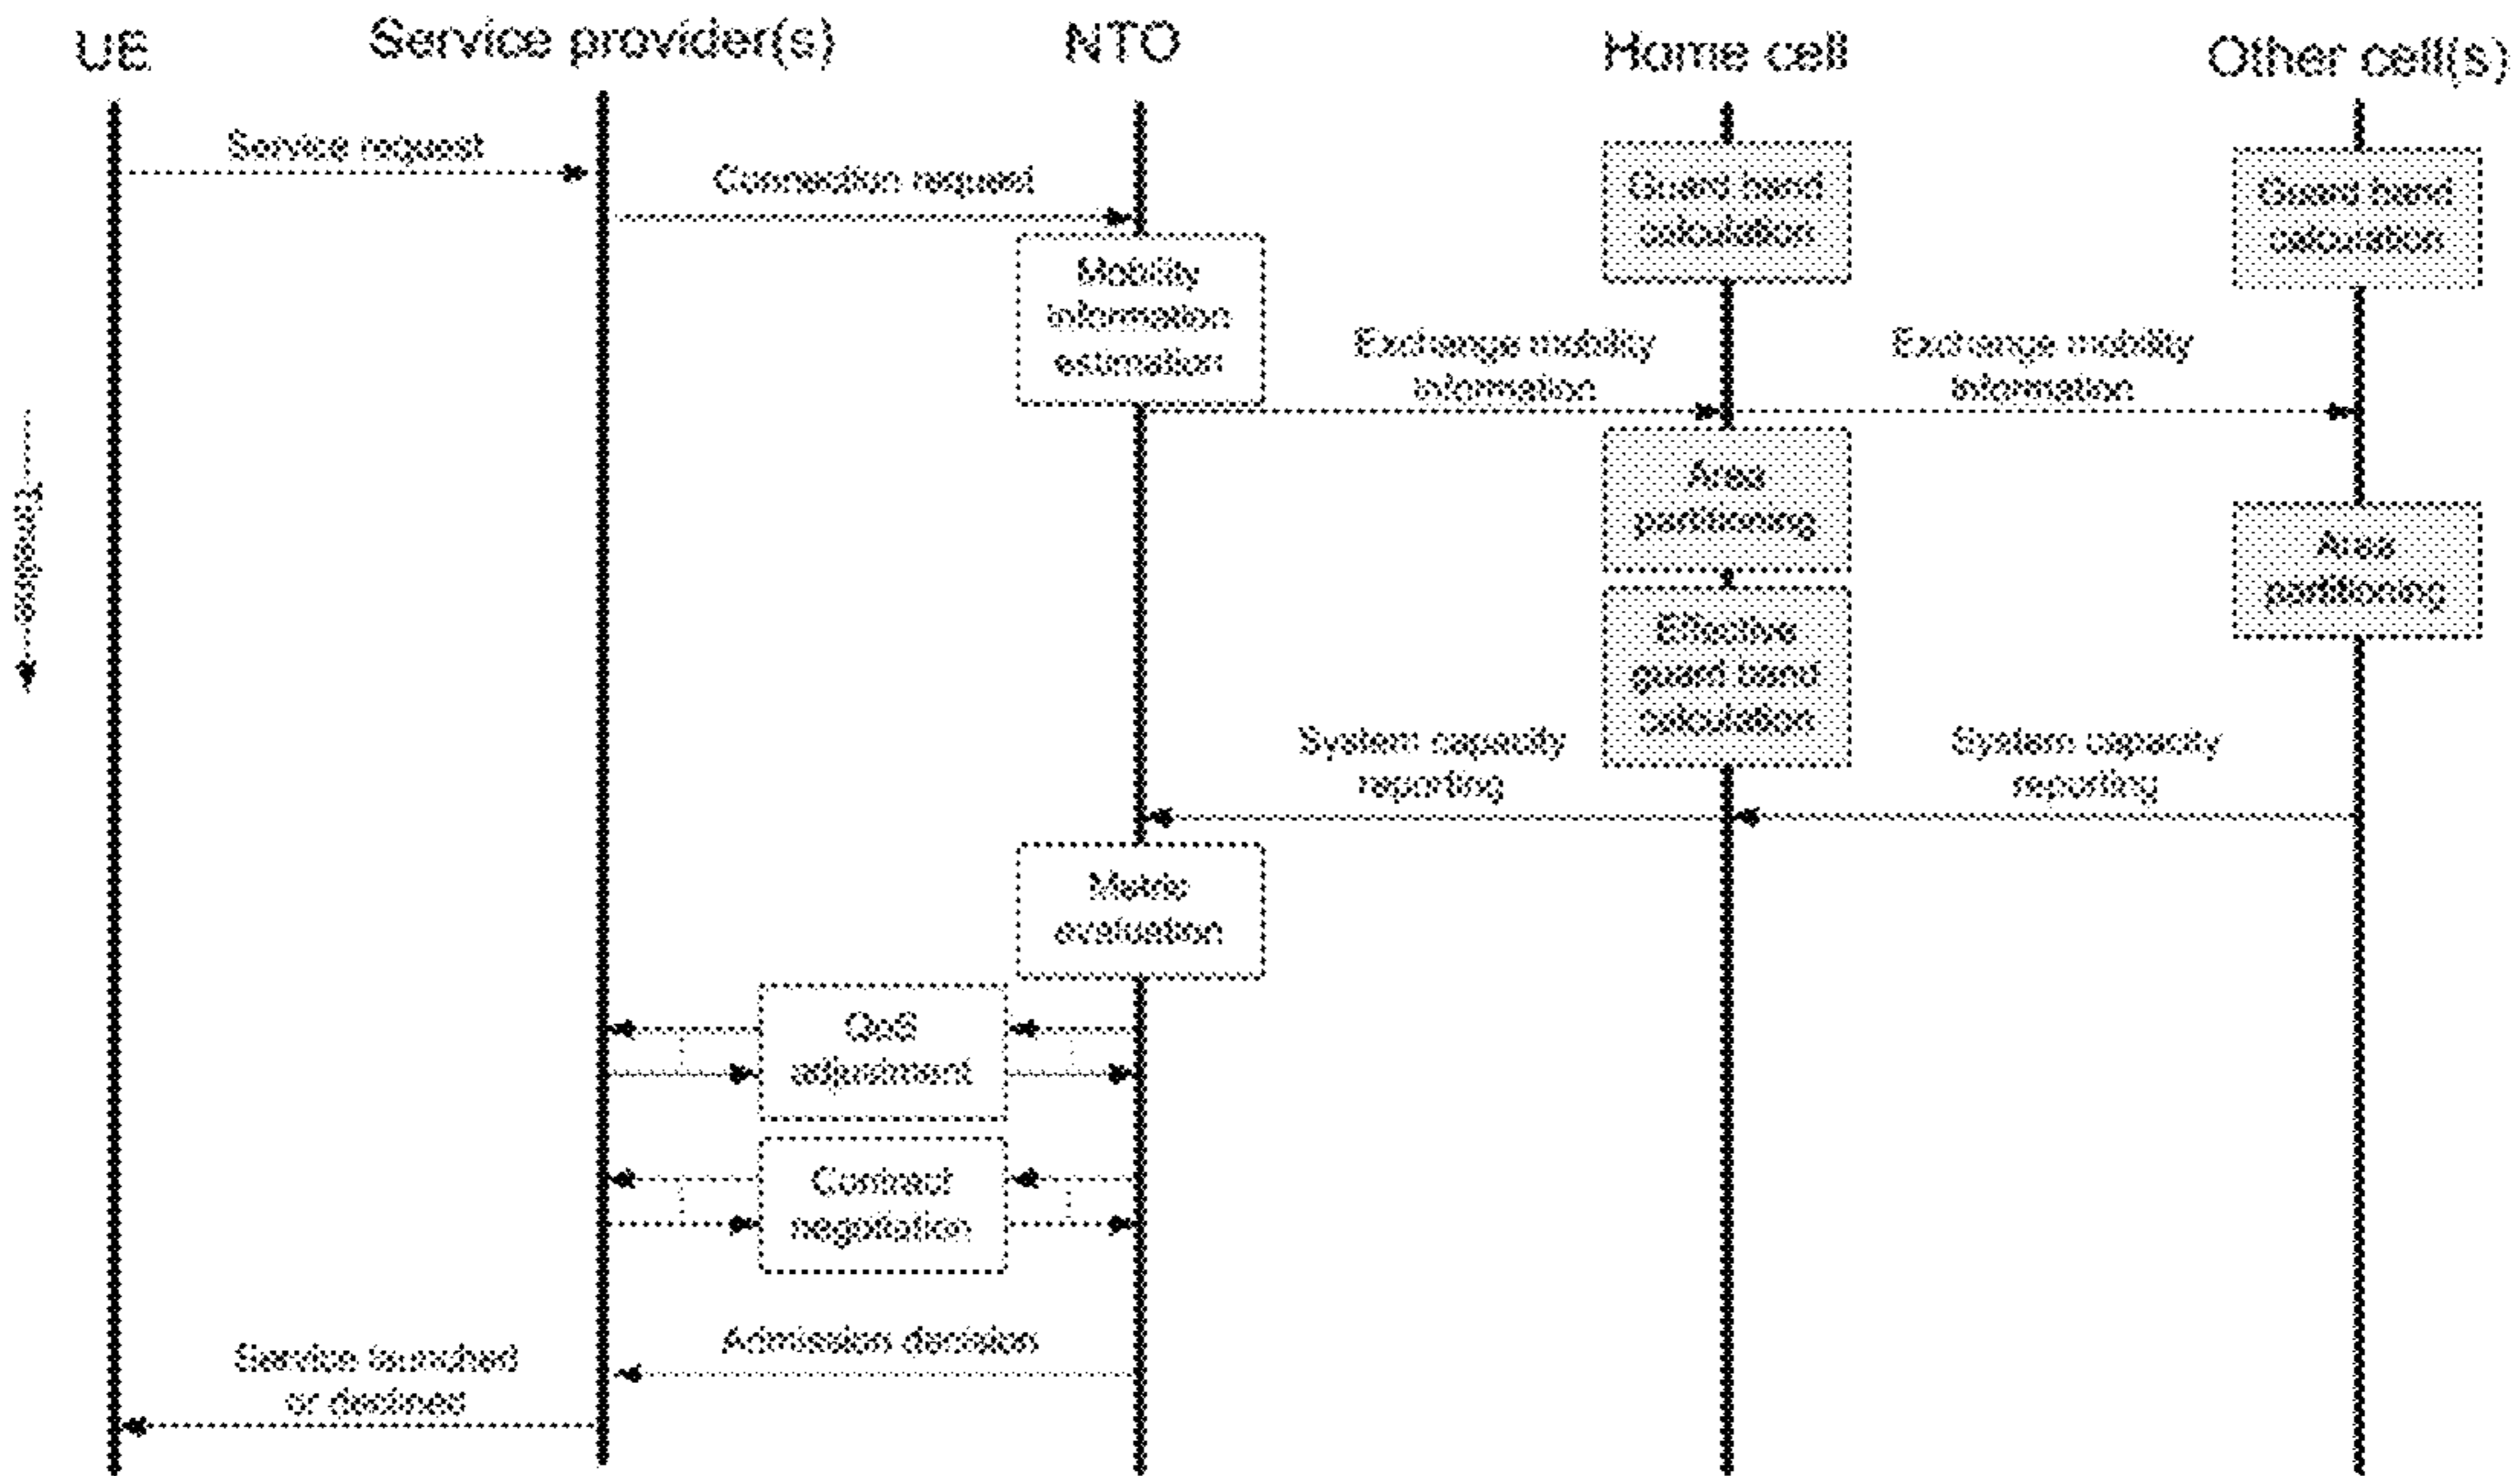 UE
Service provider(s)
NTO
Home cell
Other cell(s)
Service request
Connection request
Guard band
calculation
Guard band
calculation
Mobility
information
estimation
Exchange mobility
information
Exchange mobility
information
Area
partitioning
Area
partitioning
Effective
guard band
calculation
System capacity
reporting
System capacity
reporting
Metric
evaluation
QoS
adjustment
Contract
negotiation
Admission decision
Service launched
or declined